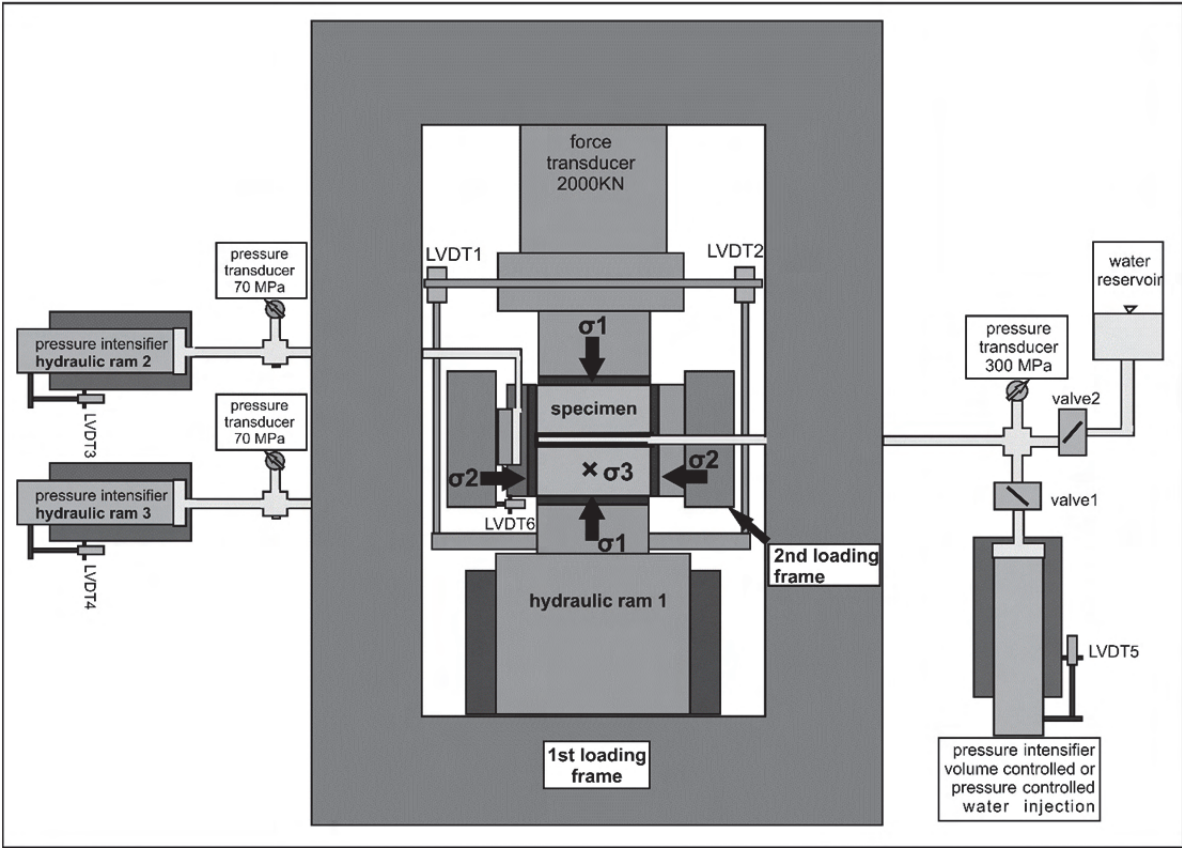 force
transducer
2000KN
LVDT1
LVDT2
pressure
transducer
70 MPa
pressure intensifier
hydraulic ram 2
LVDT3
pressure
transducer
70 MPa
pressure intensifier
hydraulic ram 3
LVDT4
σ1
specimen
σ2
× σ3
σ2
LVDT6
σ1
2nd loading
frame
hydraulic ram 1
1st loading
frame
water
reservoir
pressure
transducer
300 MPa
valve2
valve1
LVDT5
pressure intensifier
volume controlled or
pressure controlled
water injection